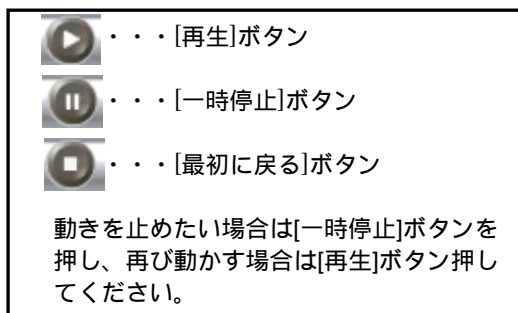 ・・・[再生]ボタン
・・・[一時停止]ボタン
・・・[最初に戻る]ボタン
動きを止めたい場合は[一時停止]ボタンを
押し、再び動かす場合は[再生]ボタン押し
てください。